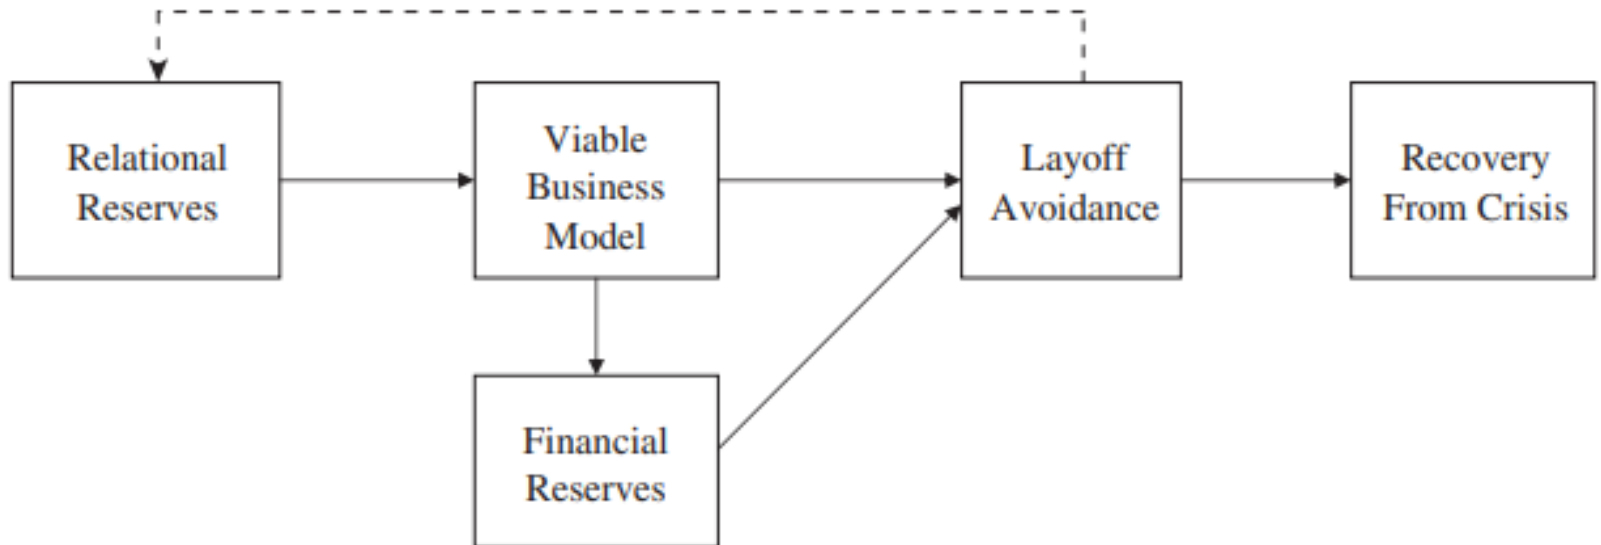 Relational
Reserves
Viable
Business
Model
Layoff
Avoidance
Recovery
From Crisis
Financial
Reserves